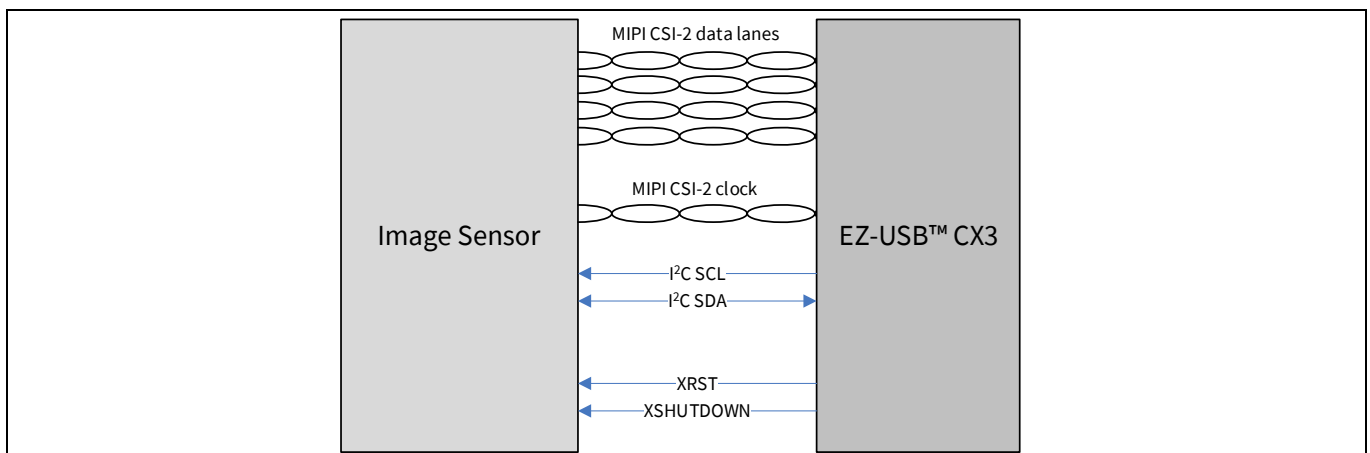 MIPI CSI-2 data lanes
MIPI CSI-2 clock
Image Sensor
EZ-USB™ CX3
I²C SCL
I²C SDA
XRST
XSHUTDOWN